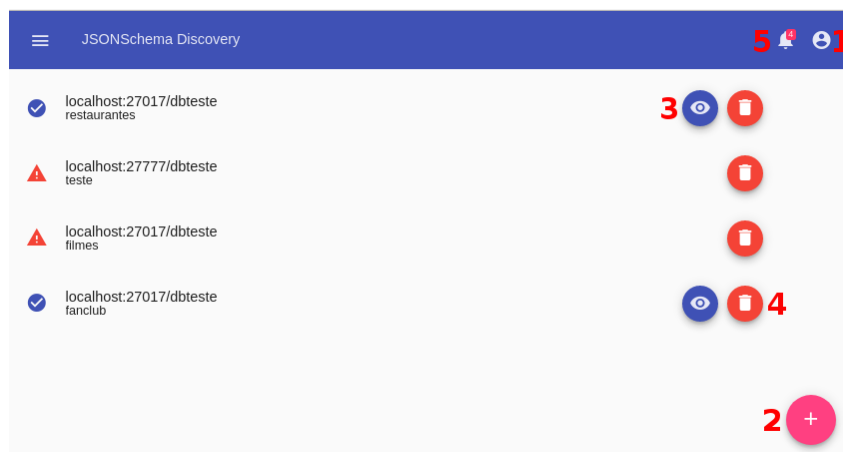 JSONSchema Discovery 5 4 1
localhost:27017/dbteste
restaurantes
3
localhost:27777/dbteste
teste
localhost:27017/dbteste
filmes
localhost:27017/dbteste
fanclub
4
2 +